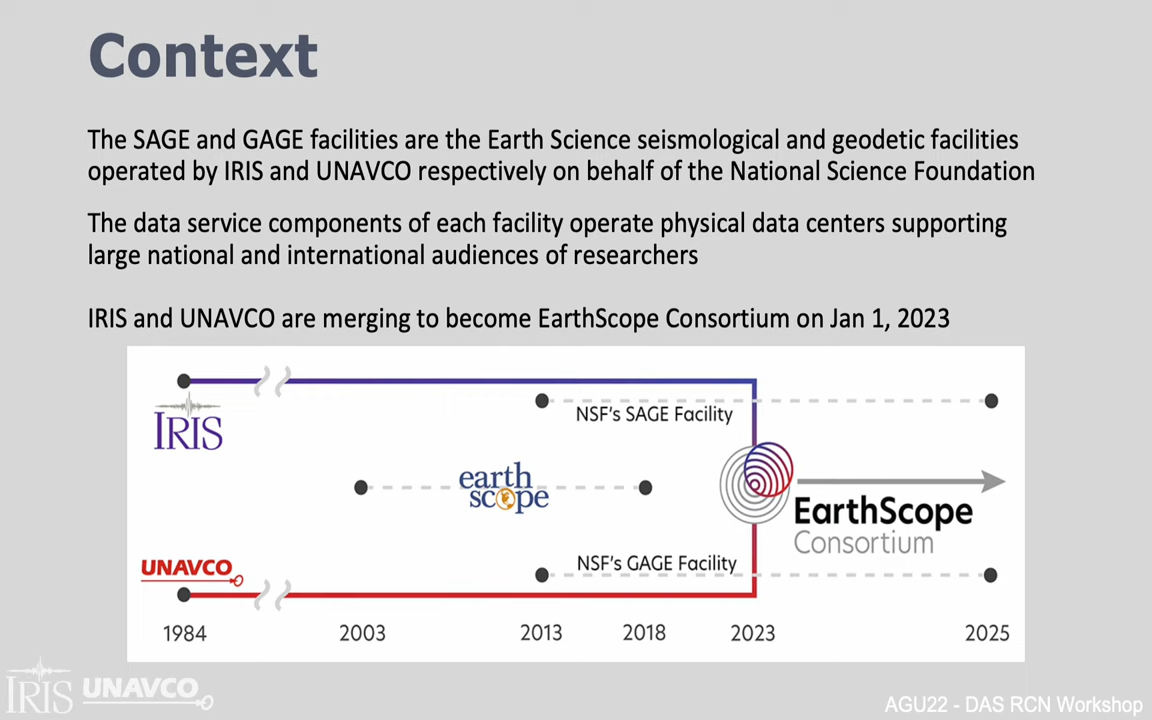 Context
The SAGE and GAGE facilities are the Earth Science seismological and geodetic facilities
operated by IRIS and UNAVCO respectively on behalf of the National Science Foundation
The data service components of each facility operate physical data centers supporting
large national and international audiences of researchers
IRIS and UNAVCO are merging to become EarthScope Consortium on Jan 1, 2023
NSF's SAGE Facility
IRIS
earth
scope
EarthScope
Consortium
UNAVCO
NSF's GAGE Facility
1984 2003 2013 2018 2023 2025
IRIS UNAVCO
AGU22 - DAS RCN Workshop